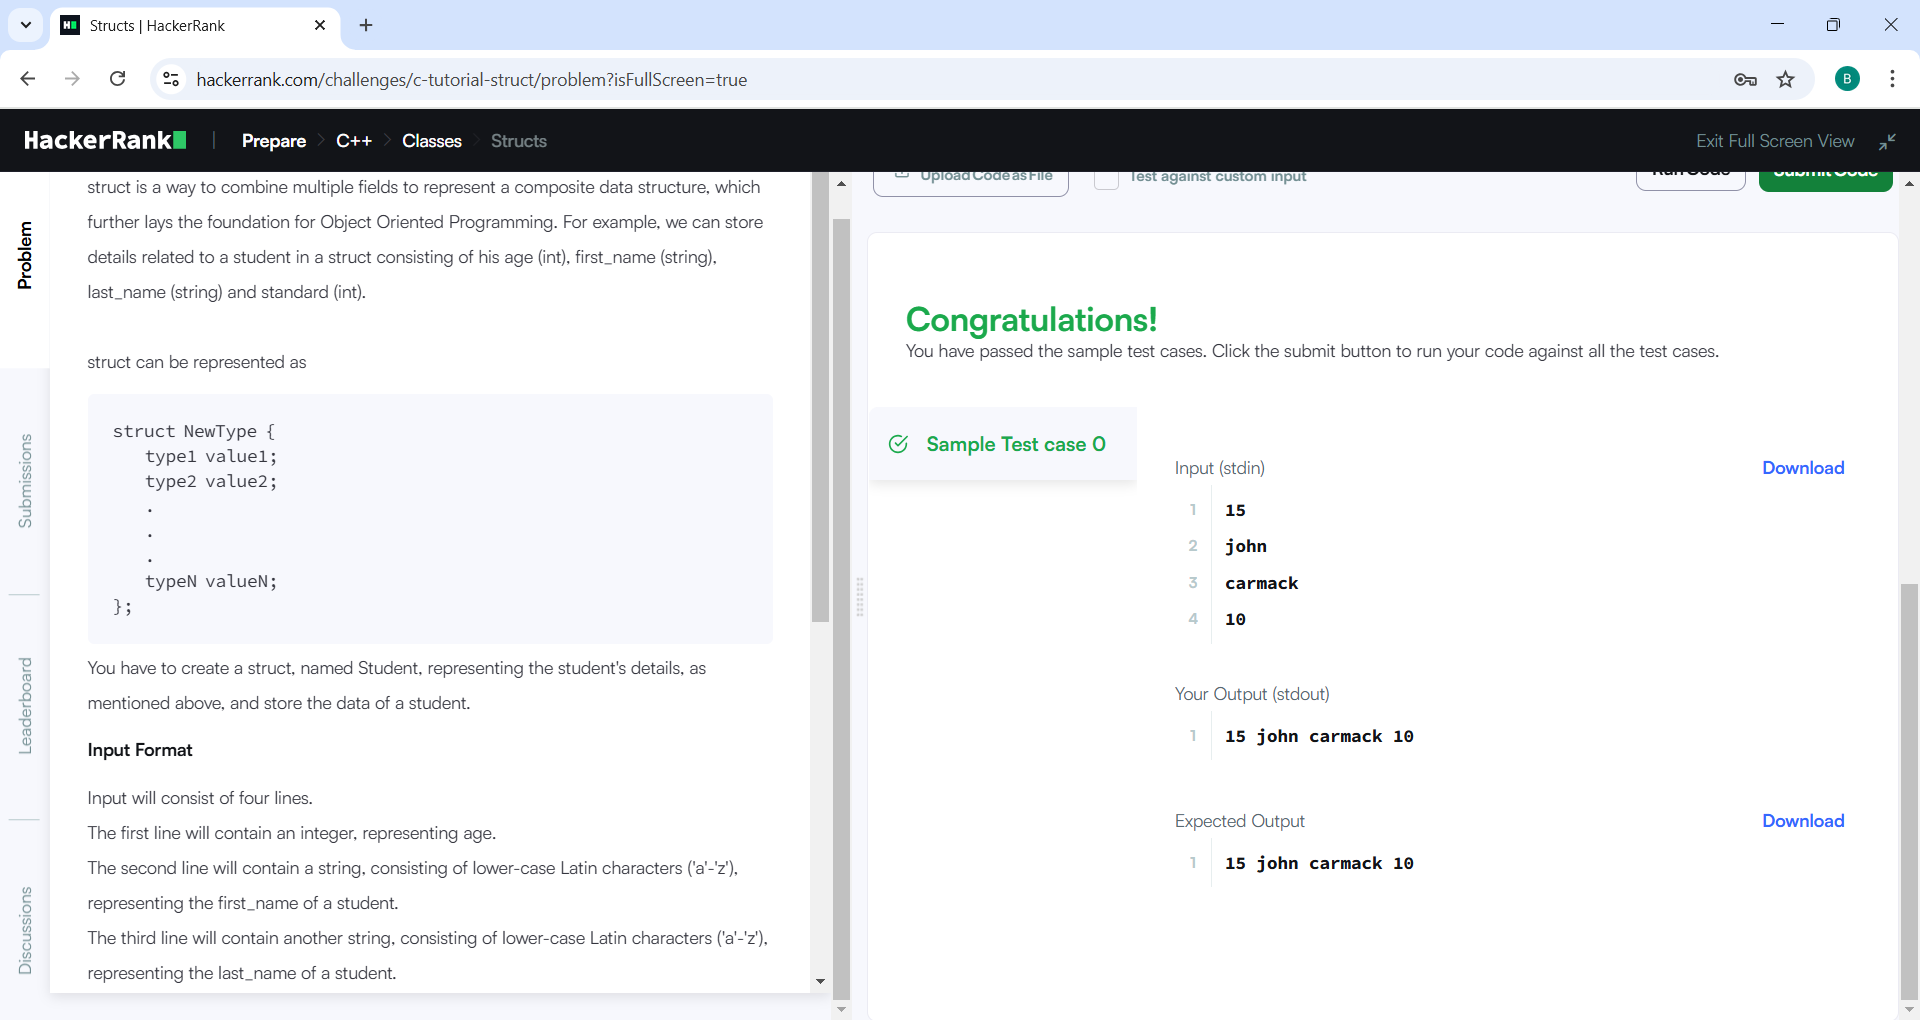 Structs | HackerRank
hackerrank.com/challenges/c-tutorial-struct/problem?isFullScreen=true
B
HackerRank
Prepare
C++
Classes
Structs
Exit Full Screen View
Problem
Submissions
Leaderboard
Discussions
struct is a way to combine multiple fields to represent a composite data structure, which
further lays the foundation for Object Oriented Programming. For example, we can store
details related to a student in a struct consisting of his age (int), first_name (string),
last_name (string) and standard (int).
struct can be represented as
struct NewType {
type1 value1;
type2 value2;
.
.
.
typeN valueN;
};
You have to create a struct, named Student, representing the student's details, as
mentioned above, and store the data of a student.
Input Format
Input will consist of four lines.
The first line will contain an integer, representing age.
The second line will contain a string, consisting of lower-case Latin characters ('a'-'z'),
representing the first_name of a student.
The third line will contain another string, consisting of lower-case Latin characters ('a'-'z'),
representing the last_name of a student.
Upload Code as File
Test against custom input
Run Code
Submit Code
Congratulations!
You have passed the sample test cases. Click the submit button to run your code against all the test cases.
Sample Test case 0
Input (stdin)
Download
1 15
2 john
3 carmack
4 10
Your Output (stdout)
1 15 john carmack 10
Expected Output
Download
1 15 john carmack 10